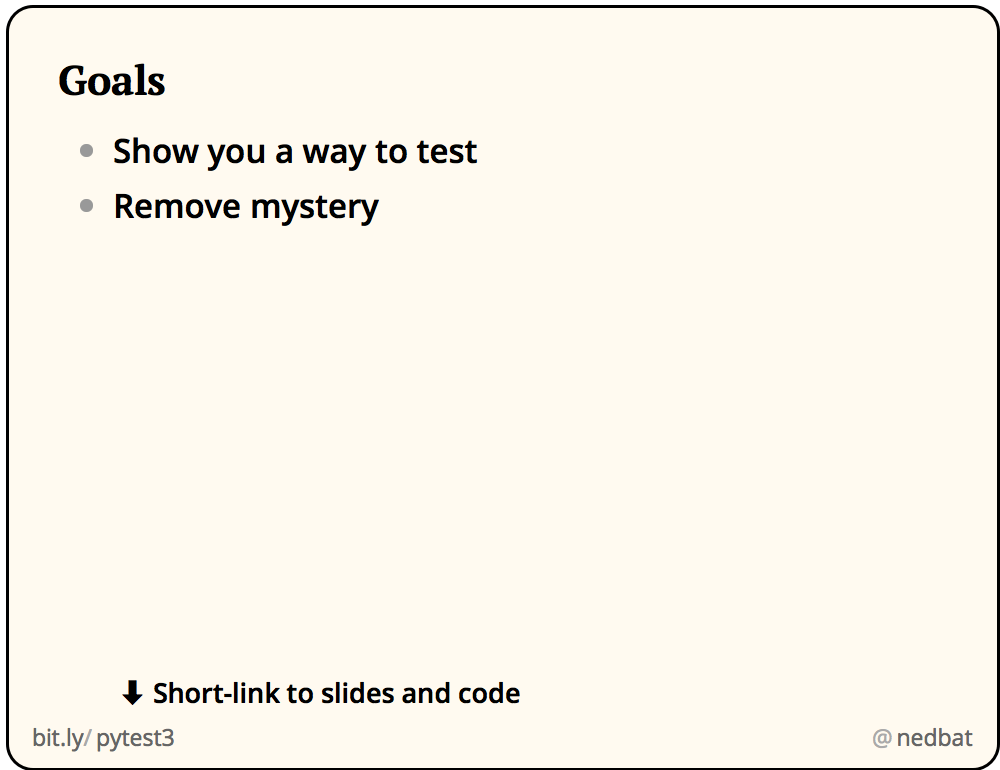 Goals
Show you a way to test
Remove mystery
⬇ Short-link to slides and code
bit.ly/pytest3
@nedbat